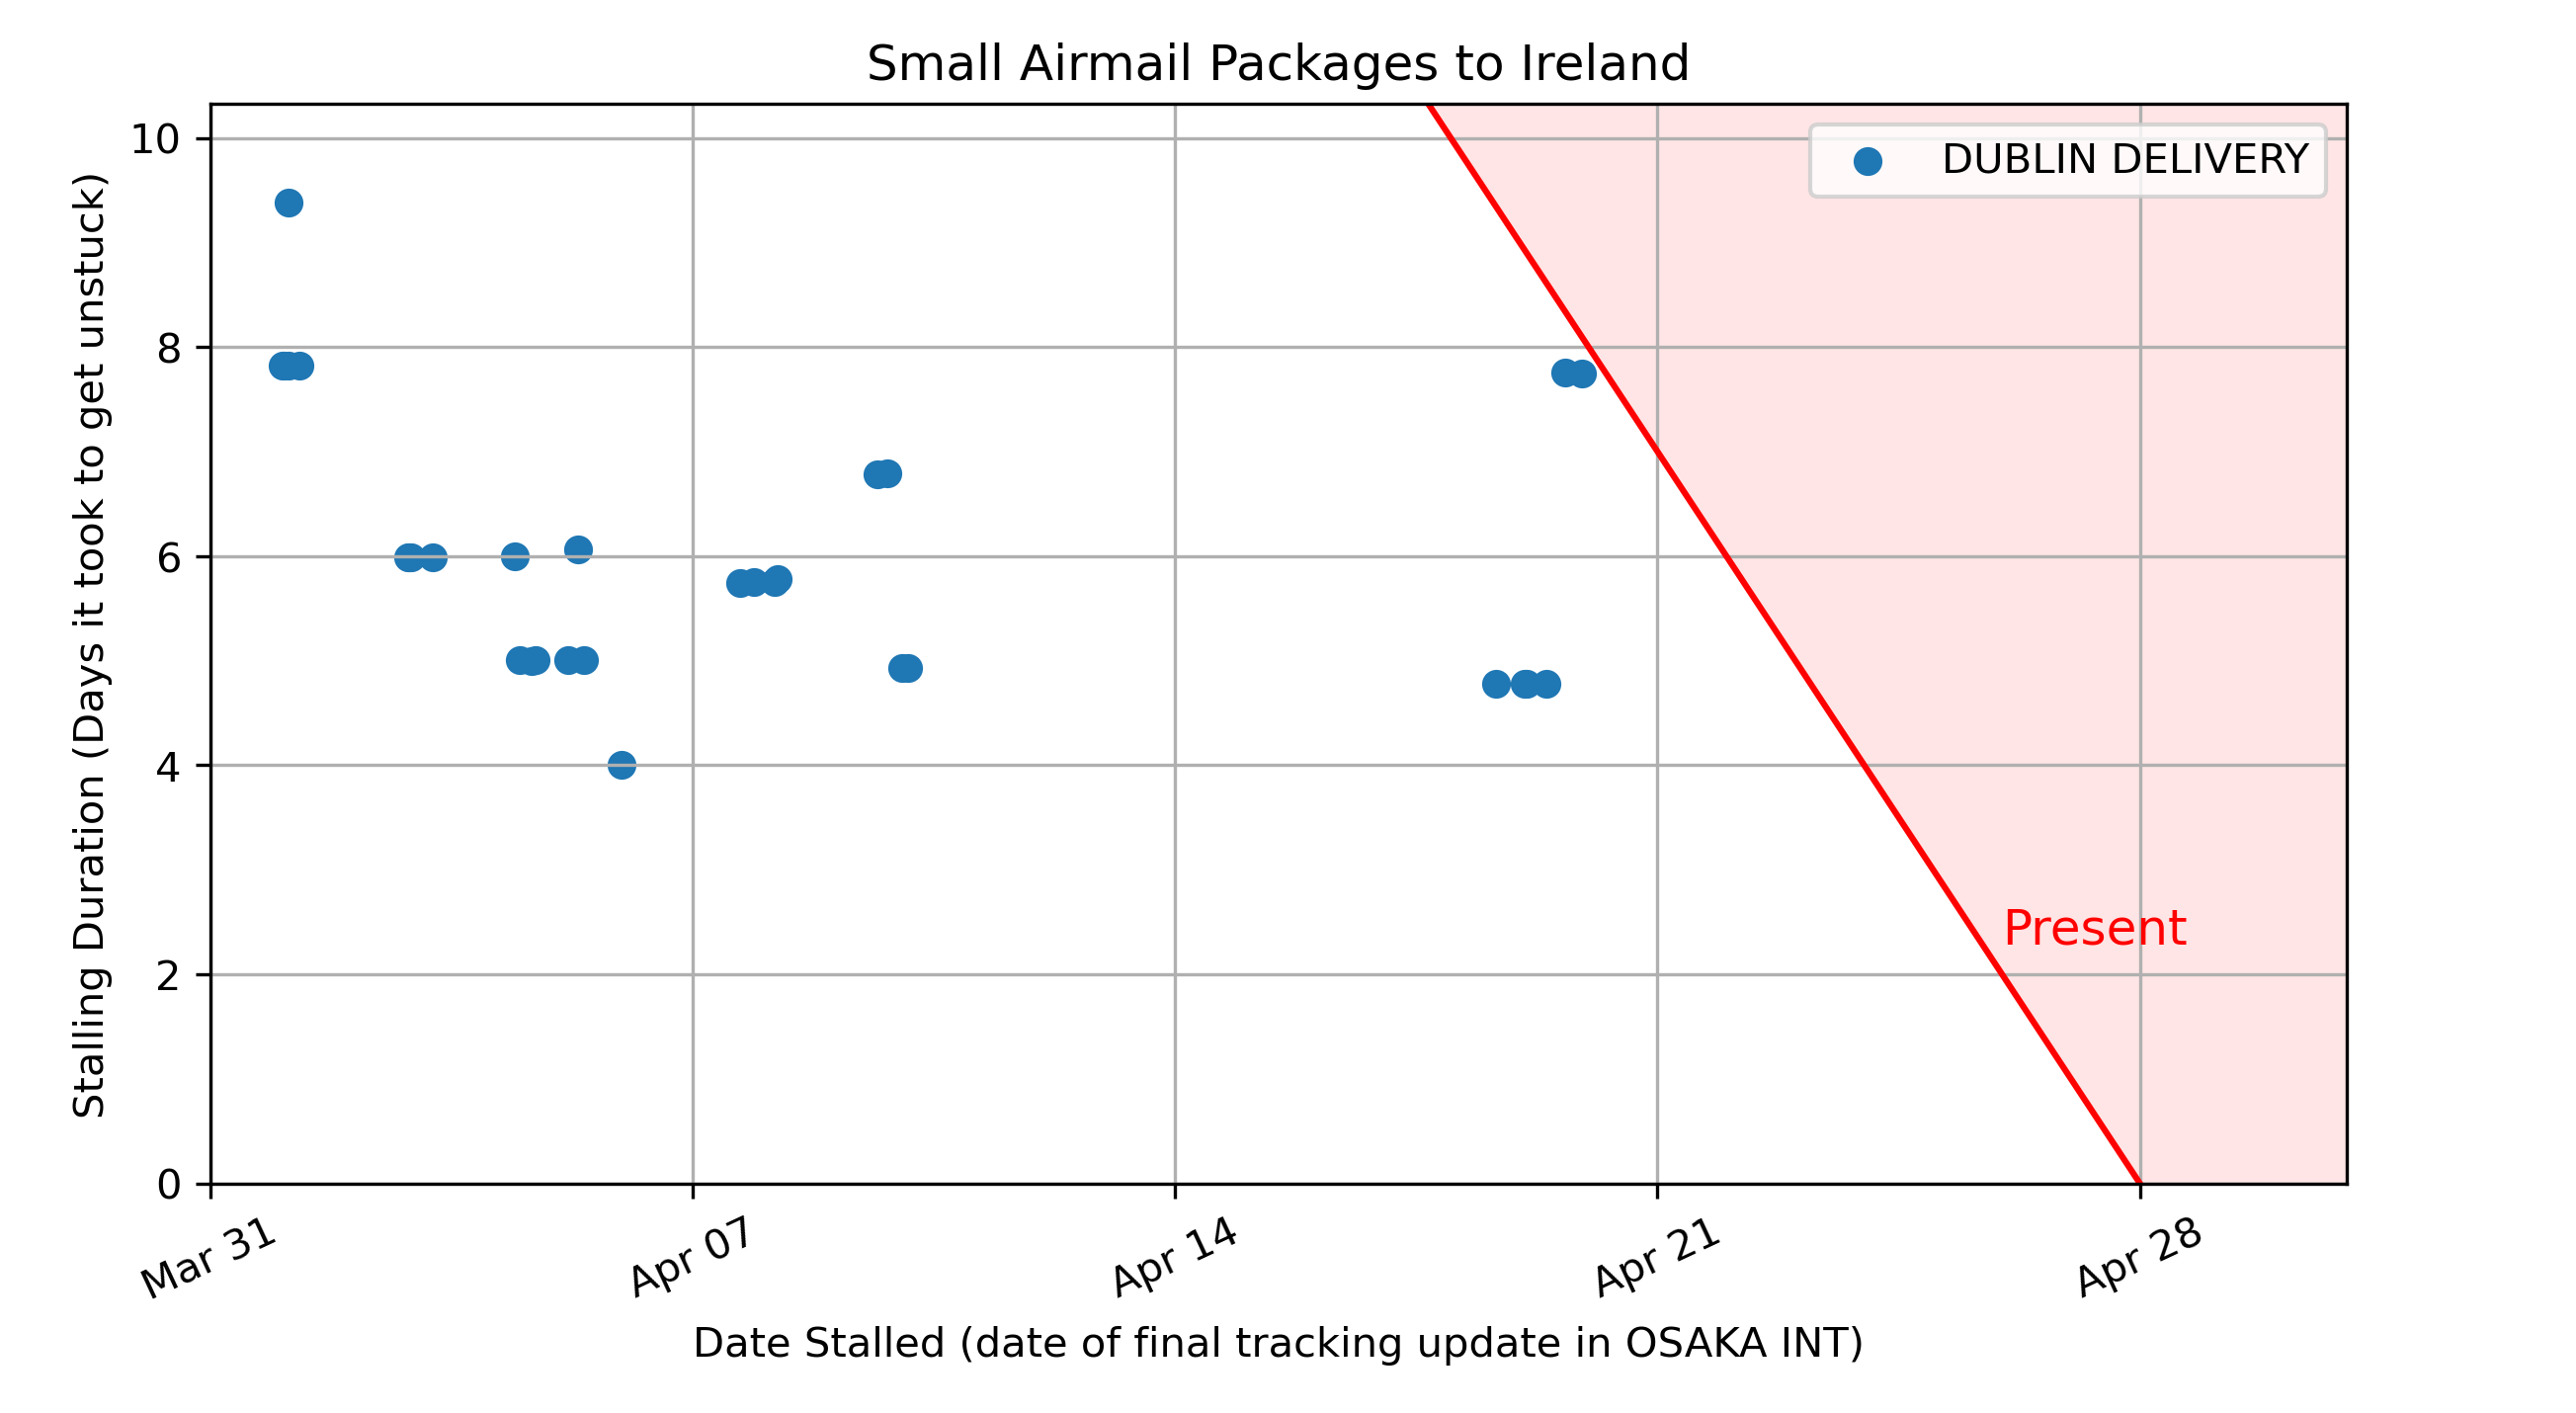 Small Airmail Packages to Ireland
DUBLIN DELIVERY
Stalling Duration (Days it took to get unstuck)
10
8
6
4
2
0
Present
Mar 31
Apr 07
Apr 14
Apr 21
Apr 28
Date Stalled (date of final tracking update in OSAKA INT)